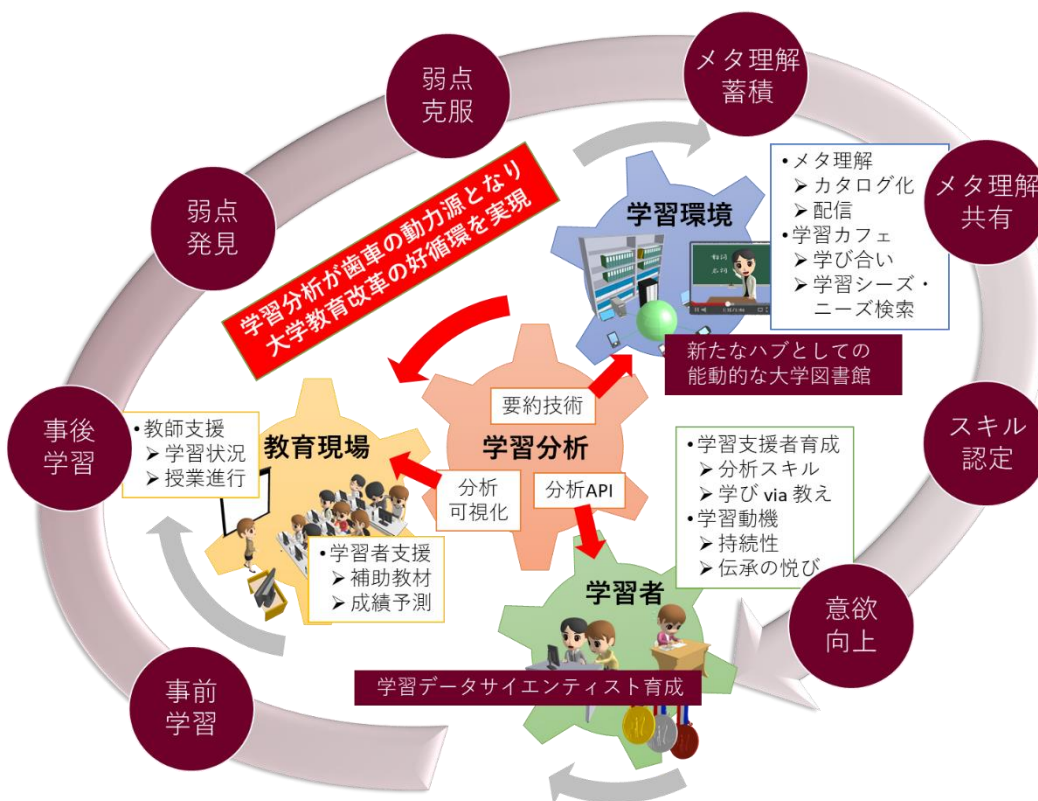 メタ理解
蓄積
弱点
克服
弱点
発見
メタ理解
共有
学習分析が歯車の動力源となり
大学教育改革の好循環を実現
学習環境
•メタ理解
➢カタログ化
➢配信
•学習カフェ
➢学び合い
➢学習シーズ・
ニーズ検索
新たなハブとしての
能動的な大学図書館
要約技術
学習分析
分析API
分析
可視化
教育現場
•教師支援
➢学習状況
➢授業進行
•学習者支援
➢補助教材
➢成績予測
事後
学習
スキル
認定
•学習支援者育成
➢分析スキル
➢学び via 教え
•学習動機
➢持続性
➢伝承の悦び
学習者
意欲
向上
学習データサイエンティスト育成
事前
学習